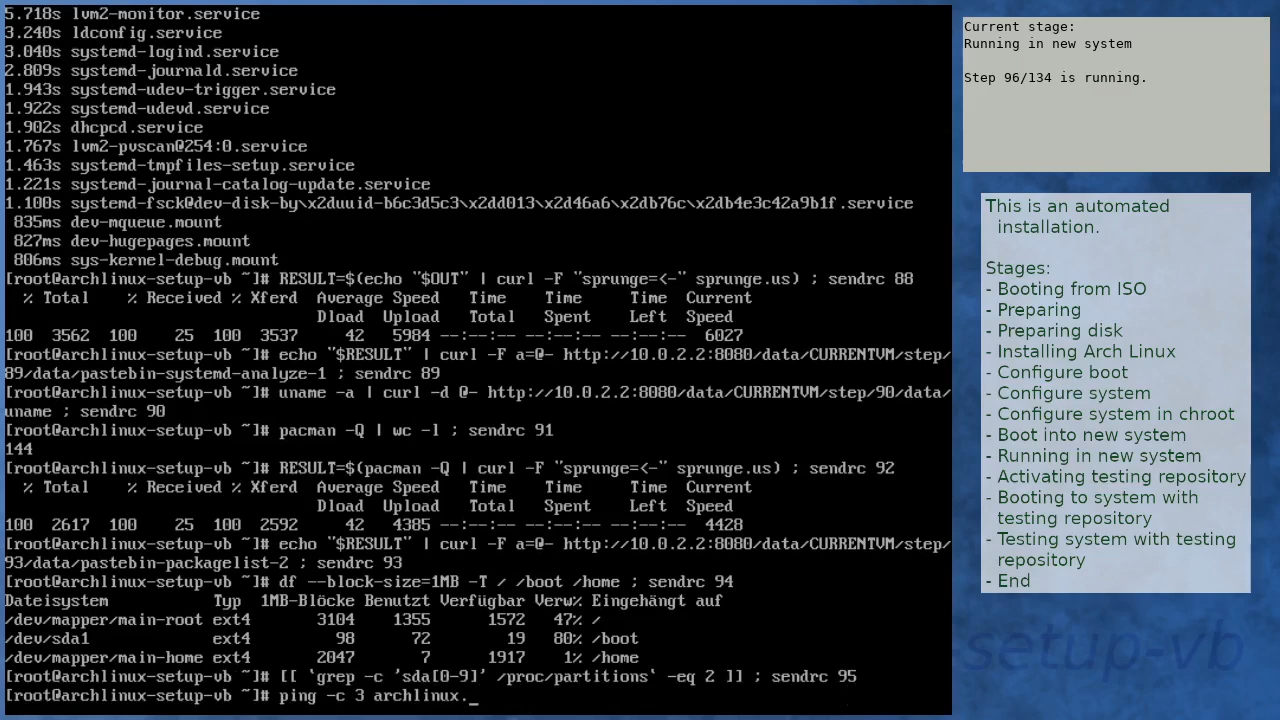 5.718s lvm2-monitor.service
3.240s ldconfig.service
3.040s systemd-logind.service
2.809s systemd-journald.service
1.943s systemd-udev-trigger.service
1.922s systemd-udevd.service
1.902s dhcpcd.service
1.767s lvm2-pvscan@254:0.service
1.463s systemd-tmpfiles-setup.service
1.221s systemd-journal-catalog-update.service
1.100s systemd-fsck@dev-disk-by\x2duuid-b6c3d5c3\x2dd013\x2d46a6\x2db76c\x2db4e3c42a9b1f.service
835ms dev-mqueue.mount
827ms dev-hugepages.mount
806ms sys-kernel-debug.mount
[root@archlinux-setup-vb ~]# RESULT=$(echo "$OUT" | curl -F "sprunge=<-" sprunge.us) ; sendrc 88
  % Total    % Received % Xferd  Average Speed   Time    Time     Time  Current
                                 Dload  Upload   Total   Spent    Left  Speed
100  3562  100    25  100  3537     42   5984 --:--:-- --:--:-- --:--:--  6027
[root@archlinux-setup-vb ~]# echo "$RESULT" | curl -F a=@- http://10.0.2.2:8080/data/CURRENTVM/step/
89/data/pastebin-systemd-analyze-1 ; sendrc 89
[root@archlinux-setup-vb ~]# uname -a | curl -d @- http://10.0.2.2:8080/data/CURRENTVM/step/90/data/
uname ; sendrc 90
[root@archlinux-setup-vb ~]# pacman -Q | wc -l ; sendrc 91
144
[root@archlinux-setup-vb ~]# RESULT=$(pacman -Q | curl -F "sprunge=<-" sprunge.us) ; sendrc 92
  % Total    % Received % Xferd  Average Speed   Time    Time     Time  Current
                                 Dload  Upload   Total   Spent    Left  Speed
100  2617  100    25  100  2592     42   4385 --:--:-- --:--:-- --:--:--  4428
[root@archlinux-setup-vb ~]# echo "$RESULT" | curl -F a=@- http://10.0.2.2:8080/data/CURRENTVM/step/
93/data/pastebin-packagelist-2 ; sendrc 93
[root@archlinux-setup-vb ~]# df --block-size=1MB -T / /boot /home ; sendrc 94
Dateisystem           Typ  1MB-Blöcke Benutzt Verfügbar Verw% Eingehängt auf
/dev/mapper/main-root ext4       3104    1355      1572   47% /
/dev/sda1             ext4         98      72        19   80% /boot
/dev/mapper/main-home ext4       2047       7      1917    1% /home
[root@archlinux-setup-vb ~]# [[ `grep -c 'sda[0-9]' /proc/partitions` -eq 2 ]] ; sendrc 95
[root@archlinux-setup-vb ~]# ping -c 3 archlinux._
Current stage:
Running in new system
Step 96/134 is running.
This is an automated
installation.
Stages:
- Booting from ISO
- Preparing
- Preparing disk
- Installing Arch Linux
- Configure boot
- Configure system
- Configure system in chroot
- Boot into new system
- Running in new system
- Activating testing repository
- Booting to system with
testing repository
- Testing system with testing
repository
- End
-setup-vb